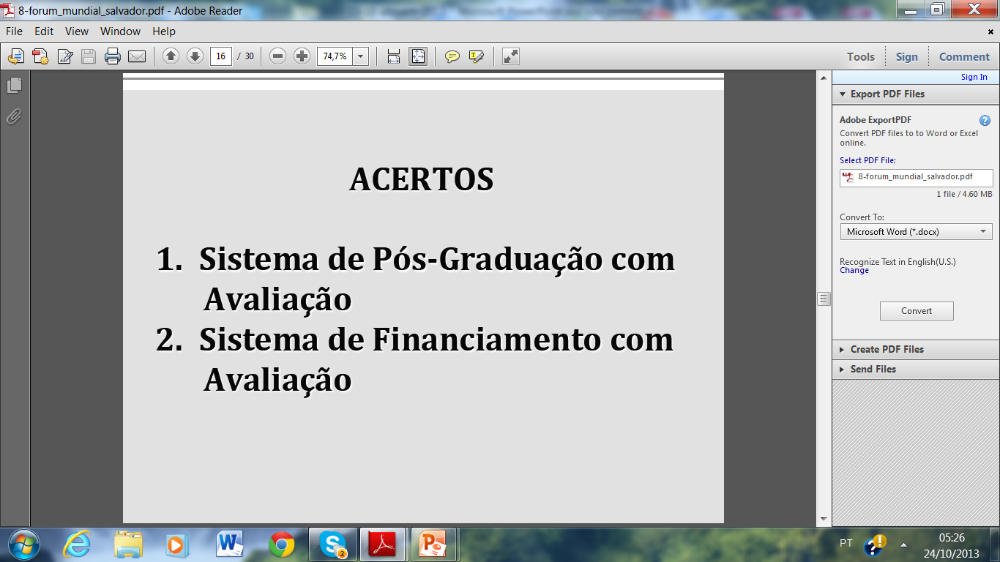 8-forum_mundial_salvador.pdf - Adobe Reader
File Edit View Window Help
16 / 30 74,7% Tools Sign Comment
Sign In
Export PDF Files
Adobe ExportPDF
Convert PDF files to to Word or Excel
online.
Select PDF File:
8-forum_mundial_salvador.pdf
1 file / 4.60 MB
Convert To:
Microsoft Word (*.docx)
Recognize Text in English(U.S.)
Change
Convert
Create PDF Files
Send Files
ACERTOS
1. Sistema de Pós-Graduação com
Avaliação
2. Sistema de Financiamento com
Avaliação
2
PT
05:26
24/10/2013